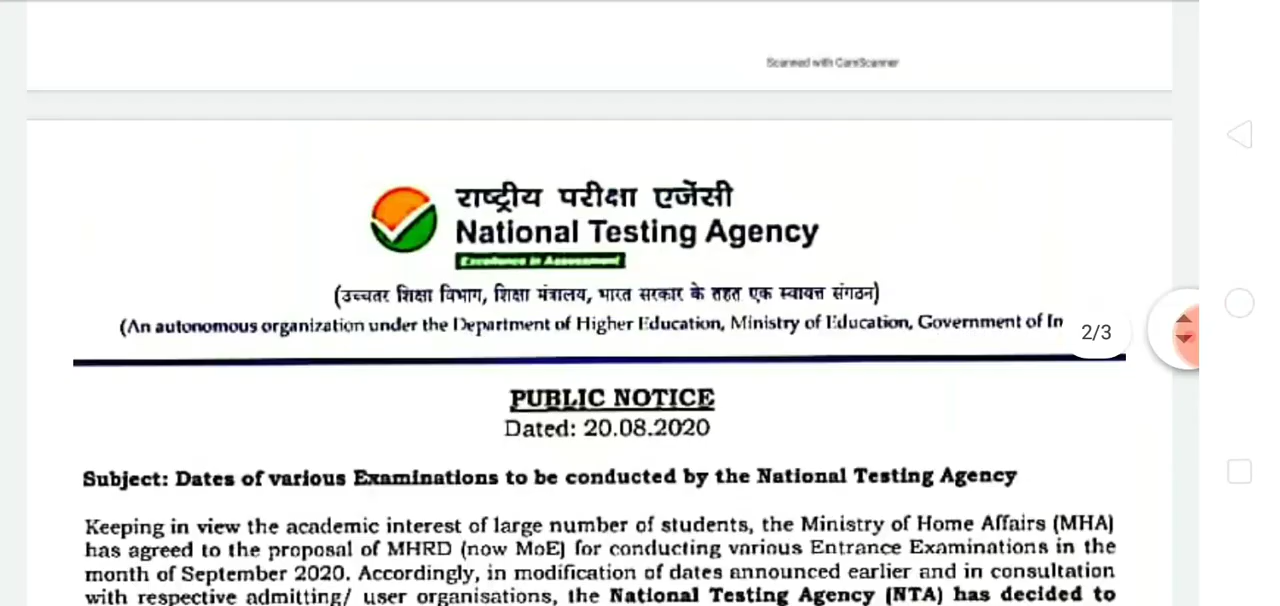 Scanned with CamScanner
राष्ट्रीय परीक्षा एजेंसी
National Testing Agency
Excellence in Assessment
(उच्चतर शिक्षा विभाग, शिक्षा मंत्रालय, भारत सरकार के तहत एक स्वायत्त संगठन)
(An autonomous organization under the Department of Higher Education, Ministry of Education, Government of In
2/3
PUBLIC NOTICE
Dated: 20.08.2020
Subject: Dates of various Examinations to be conducted by the National Testing Agency
Keeping in view the academic interest of large number of students, the Ministry of Home Affairs (MHA)
has agreed to the proposal of MHRD (now MoE) for conducting various Entrance Examinations in the
month of September 2020. Accordingly, in modification of dates announced earlier and in consultation
with respective admitting/ user organisations, the National Testing Agency (NTA) has decided to